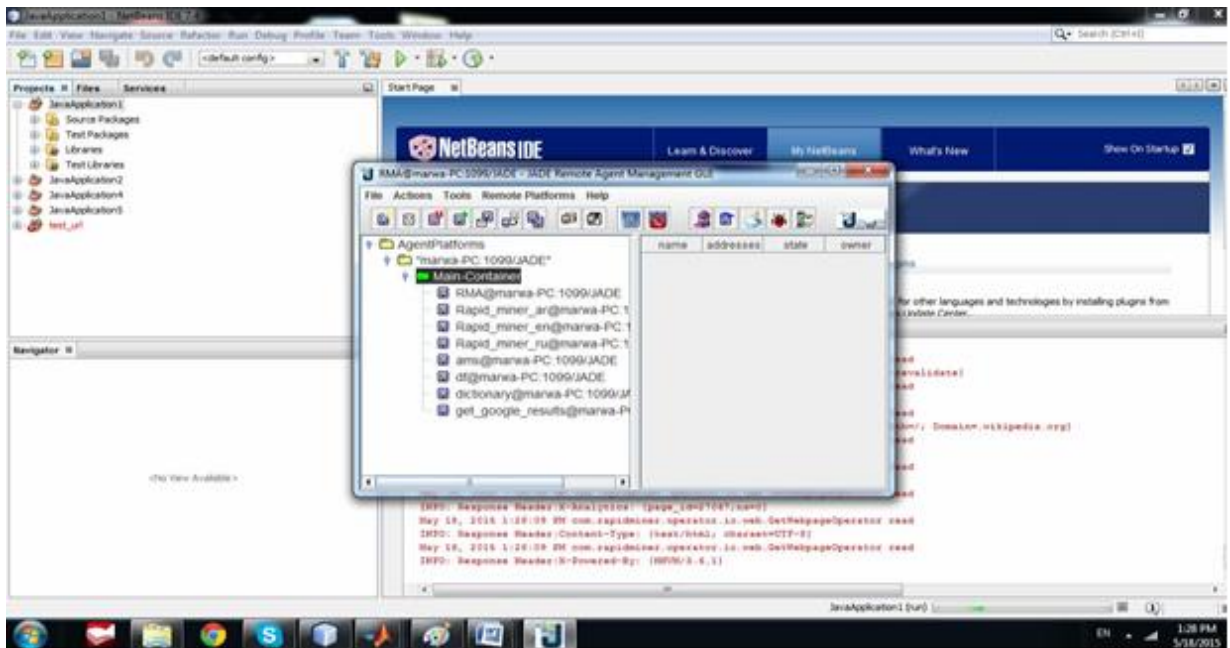 JavaApplication1 - NetBeans IDE 7.4
File Edit View Navigate Source Refactor Run Debug Profile Team Tools Window Help
Search (Ctrl+I)
<default config>
Projects Files Services
Start Page
JavaApplication1
Source Packages
Test Packages
Libraries
Test Libraries
JavaApplication2
JavaApplication4
JavaApplication5
test_url
NetBeans IDE
Learn & Discover
My NetBeans
What's New
Show On Startup
RMA@marwa-PC:1099/JADE - JADE Remote Agent Management GUI
File Actions Tools Remote Platforms Help
AgentPlatforms
"marwa-PC:1099/JADE"
Main-Container
RMA@marwa-PC:1099/JADE
Rapid_miner_ar@marwa-PC:1
Rapid_miner_en@marwa-PC:1
Rapid_miner_ru@marwa-PC:1
ams@marwa-PC:1099/JADE
df@marwa-PC:1099/JADE
dictionary@marwa-PC:1099/JA
get_google_results@marwa-P
name addresses state owner
for other languages and technologies by installing plugins from
Update Center.
Navigator
<No View Available>
Domain=.wikipedia.org]
INFO: Response Header:X-Analytics: [page_id=27047;ns=0]
May 18, 2015 1:28:09 PM com.rapidminer.operator.io.web.GetWebpageOperator read
INFO: Response Header:Content-Type: [text/html; charset=UTF-8]
May 18, 2015 1:28:09 PM com.rapidminer.operator.io.web.GetWebpageOperator read
INFO: Response Header:X-Powered-By: [HHVM/3.6.1]
JavaApplication1 (run)
EN
1:28 PM
5/18/2015